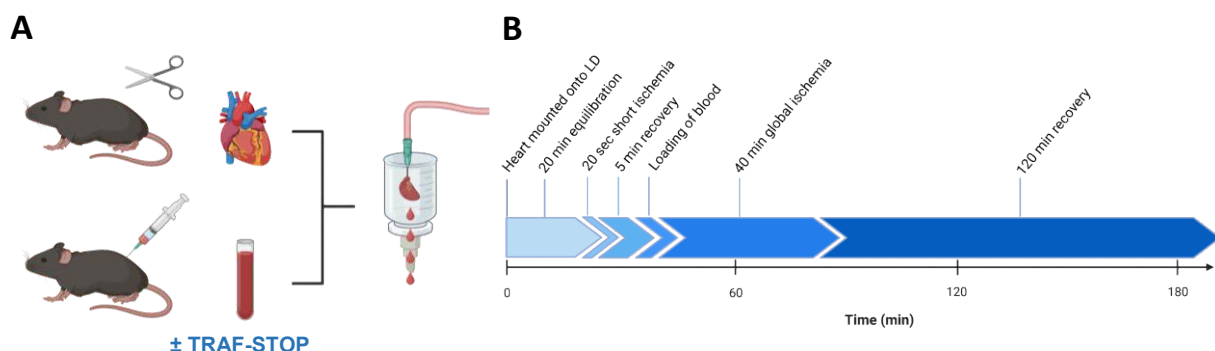 A
± TRAF-STOP
B
Heart mounted onto LD
20 min equilibration
20 sec short ischemia
5 min recovery
Loading of blood
40 min global ischemia
120 min recovery
0
60
120
180
Time (min)